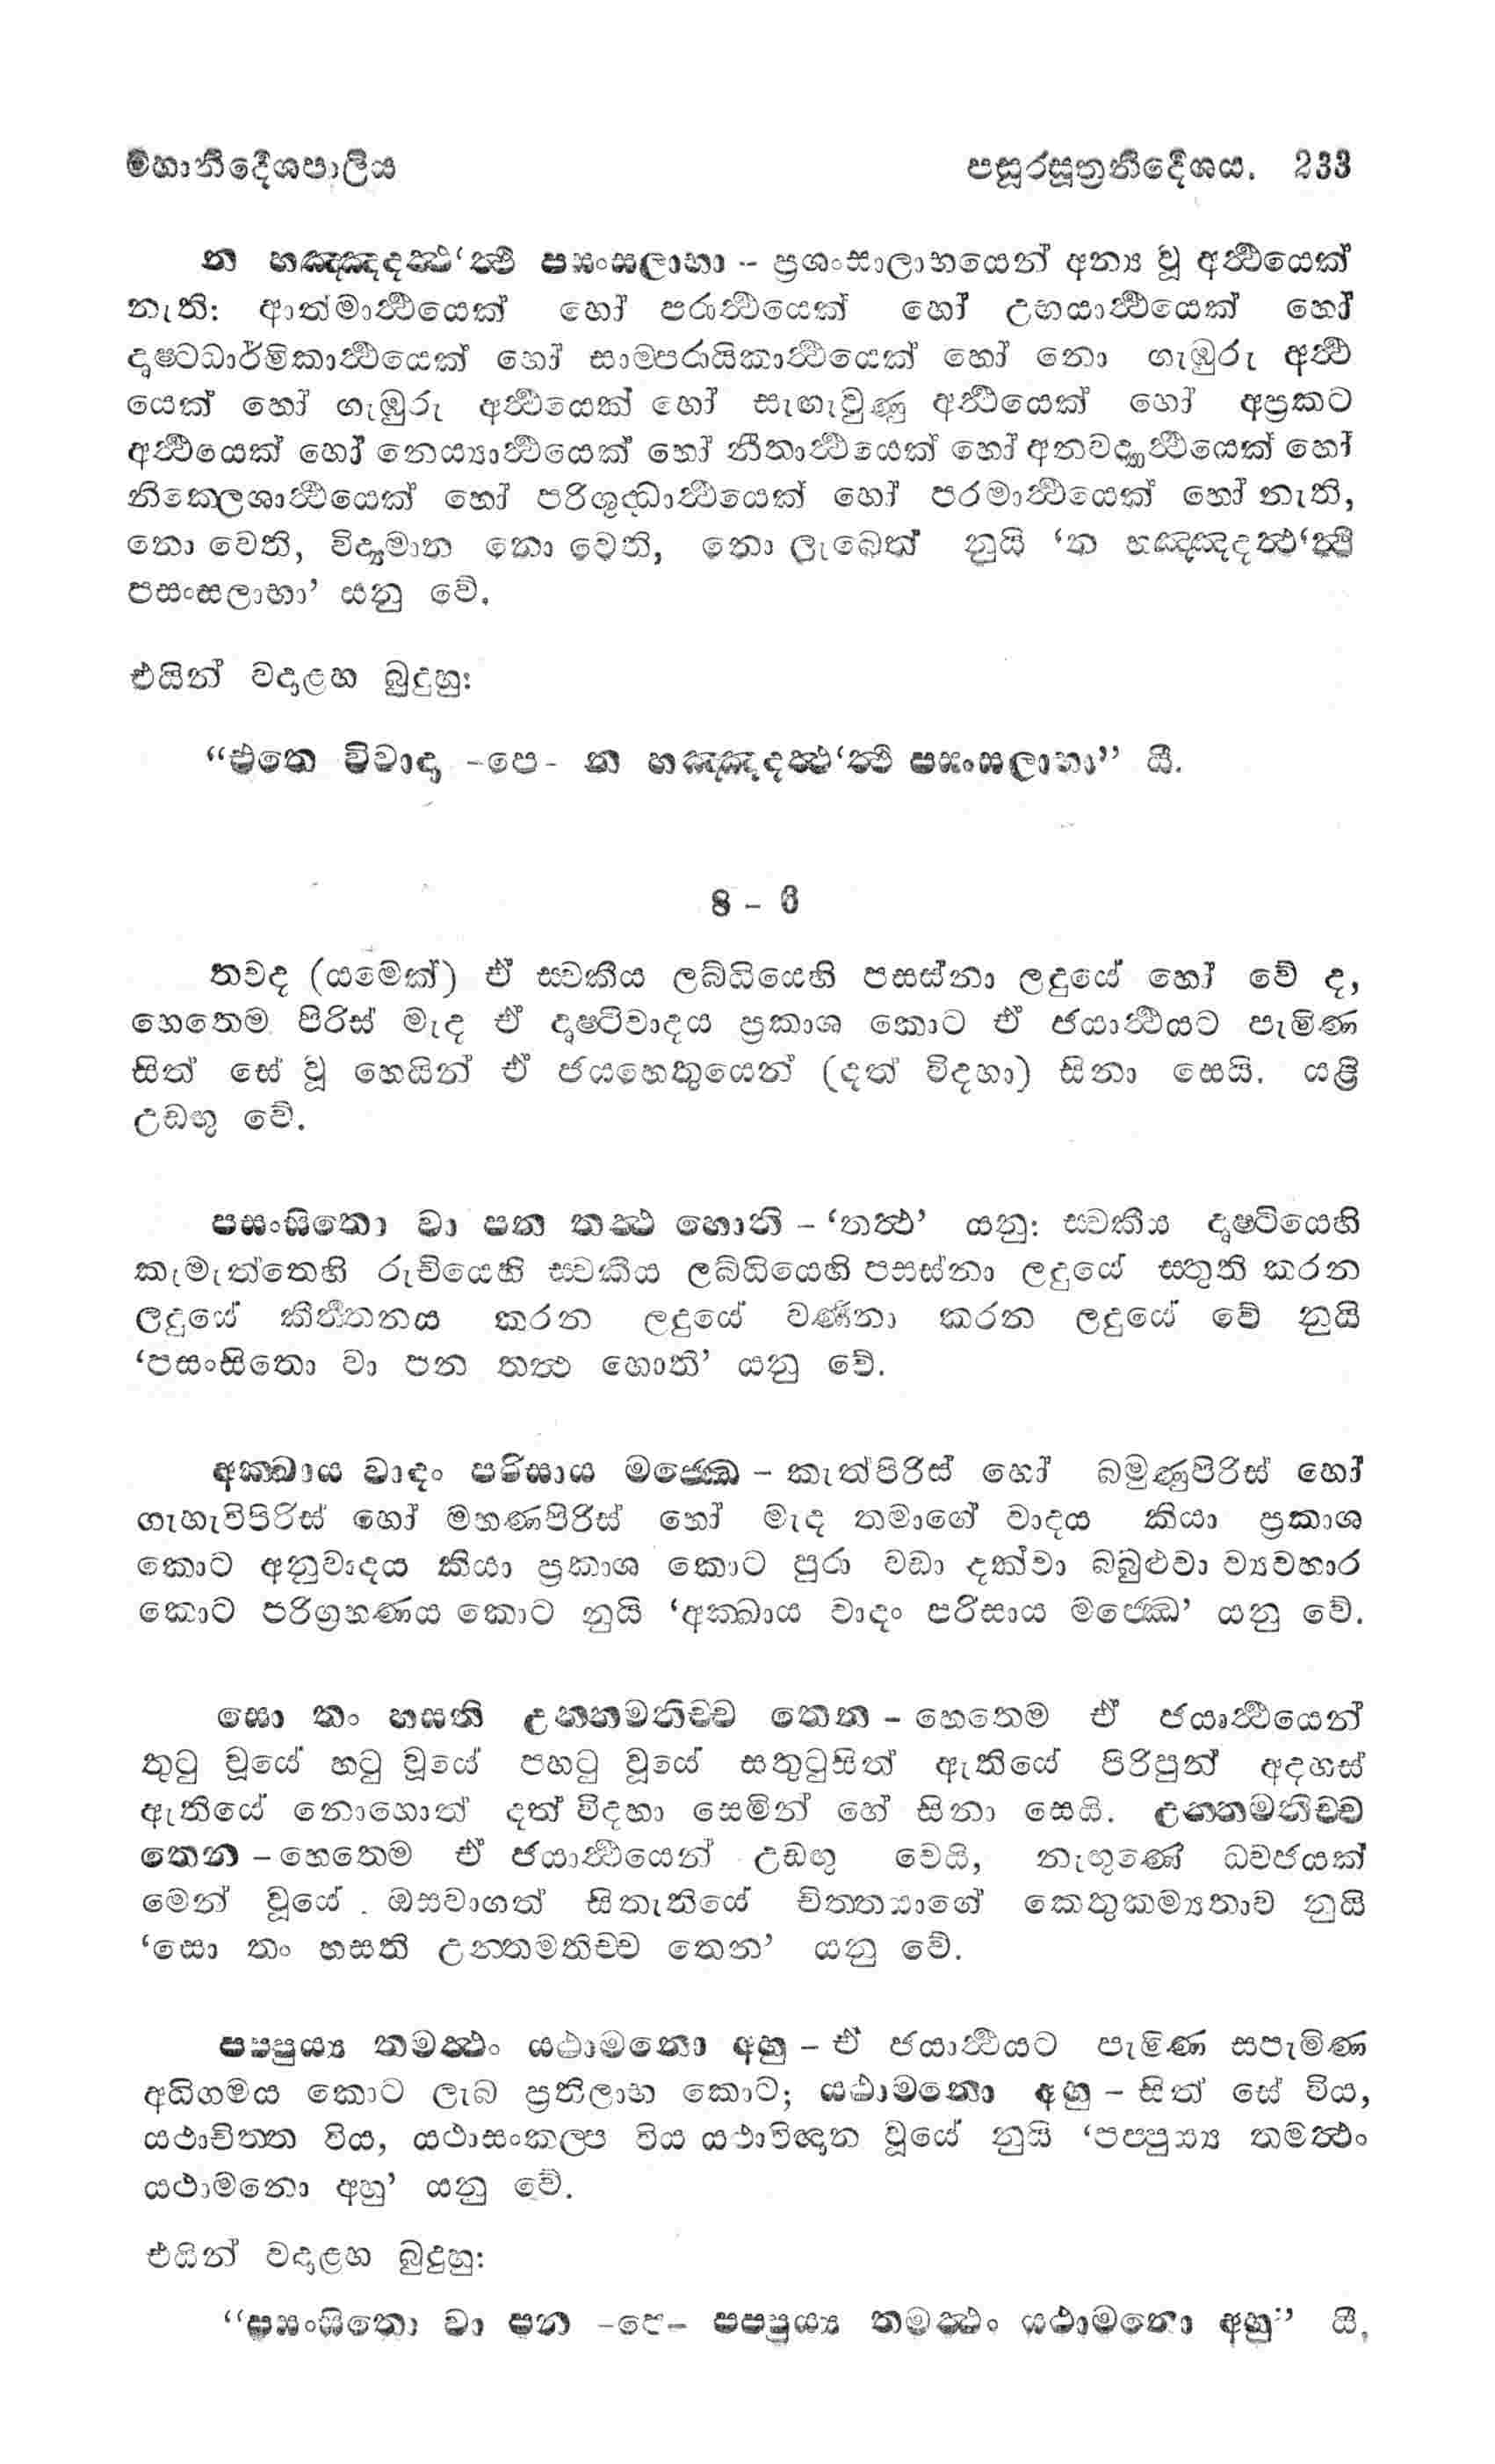 මහානිර්දේශපාලිය පසූරසූත්‍රනිර්දේශය. 233
න හඤ්ඤදත්‍ථ‘ත්‍ථි පසංසලාභා – ප්‍රශංසාලාභයෙන් අන්‍ය වූ අර්‍ත්‍ථයෙක්
නැති: ආත්මාර්‍ත්‍ථයෙක් හෝ පරාර්‍ත්‍ථයෙක් හෝ උභයාර්‍ත්‍ථයෙක් හෝ
දෘෂ්ටධාර්මිකාර්‍ත්‍ථයෙක් හෝ සාම්පරායිකාර්‍ත්‍ථයෙක් හෝ නො ගැඹුරු අර්‍ත්‍ථ
යෙක් හෝ ගැඹුරු අර්‍ත්‍ථයෙක් හෝ සැඟැවුණු අර්‍ත්‍ථයෙක් හෝ අප්‍රකට
අර්‍ත්‍ථයෙක් හෝ නෙය්‍යාර්‍ත්‍ථයෙක් හෝ නීතාර්‍ත්‍ථයෙක් හෝ අනවද්‍යාර්‍ත්‍ථයෙක් හෝ
නික්ලෙශාර්‍ත්‍ථයෙක් හෝ පරිශුද්ධාර්‍ත්‍ථයෙක් හෝ පරමාර්‍ත්‍ථයෙක් හෝ නැති,
නො වෙති, විද්‍යමාන නො වෙති, නො ලැබෙත් නුයි ‘න හඤ්ඤදත්‍ථ‘ත්‍ථි
පසංසලාභා’ යනු වේ.
එයින් වදාළහ බුදුහු:
“එතෙ විවාදා -පෙ- න හඤ්ඤදත්‍ථ‘ත්‍ථි පසංසලාභා” යී.
8 – 6
තවද (යමෙක්) ඒ ස්වකීය ලබ්ධියෙහි පසස්නා ලදුයේ හෝ වේ ද,
හෙතෙම පිරිස් මැද ඒ දෘෂ්ටිවාදය ප්‍රකාශ කොට ඒ ජයාර්‍ත්‍ථයට පැමිණ
සිත් සේ වූ හෙයින් ඒ ජයහෙතුයෙන් (දත් විදහා) සිනා සෙයි. යළි
උඩඟු වේ.
පසංසිතො වා පන තත්‍ථ හොති – ‘තත්‍ථ’ යනු: ස්වකීය දෘෂ්ටියෙහි
කැමැත්තෙහි රුචියෙහි ස්වකීය ලබ්ධියෙහි පසස්නා ලදුයේ ස්තුති කරන
ලදුයේ කීර්ත්තනය කරන ලදුයේ වර්ණනා කරන ලදුයේ වේ නුයි
‘පසංසිතො වා පන තත්‍ථ හොති’ යනු වේ.
අක්ඛාය වාදං පරිසාය මජ්ඣෙ – කැත්පිරිස් හෝ බමුණුපිරිස් හෝ
ගැහැවිපිරිස් හෝ මහණපිරිස් හෝ මැද තමාගේ වාදය කියා ප්‍රකාශ
කොට අනුවාදය කියා ප්‍රකාශ කොට පුරා වඩා දක්වා බබුළුවා ව්‍යවහාර
කොට පරිග්‍රහණය කොට නුයි ‘අක්ඛාය වාදං පරිසාය මජ්ඣෙ’ යනු වේ.
සො තං හසති උන්නමතිච්ච තෙන – හෙතෙම ඒ ජයාර්‍ත්‍ථයෙන්
තුටු වූයේ හටු වූයේ පහටු වූයේ සතුටුසිත් ඇතියේ පිරිපුන් අදහස්
ඇතියේ නොහොත් දත් විදහා සෙමින් හේ සිනා සෙයි. උන්නමතිච්ච
තෙන – හෙතෙම ඒ ජයාර්‍ත්‍ථයෙන් උඩඟු වෙයි, නැඟුණේ ධ්වජයක්
මෙන් වූයේ . ඔසවාගත් සිතැතියේ චිත්තයාගේ කෙතුකම්‍යතාව නුයි
‘සො තං හසති උන්නමතිච්ච තෙන’ යනු වේ.
පප්පුය්‍ය තමත්‍ථං යථාමනො අහු – ඒ ජයාර්‍ත්‍ථයට පැමිණ සපැමිණ
අධිගමය කොට ලැබ ප්‍රතිලාභ කොට; යථාමනො අහු – සිත් සේ විය,
යථාචිත්ත විය, යථාසංකල්ප විය යථාවිඥාන වූයේ නුයි ‘පප්පුය්‍ය තමත්‍ථං
යථාමනො අහු’ යනු වේ.
එයින් වදාළහ බුදුහු:
“පසංසිතො වා පන –පෙ– පප්පුය්‍ය තමත්‍ථං යථාමනො අහු” යී.